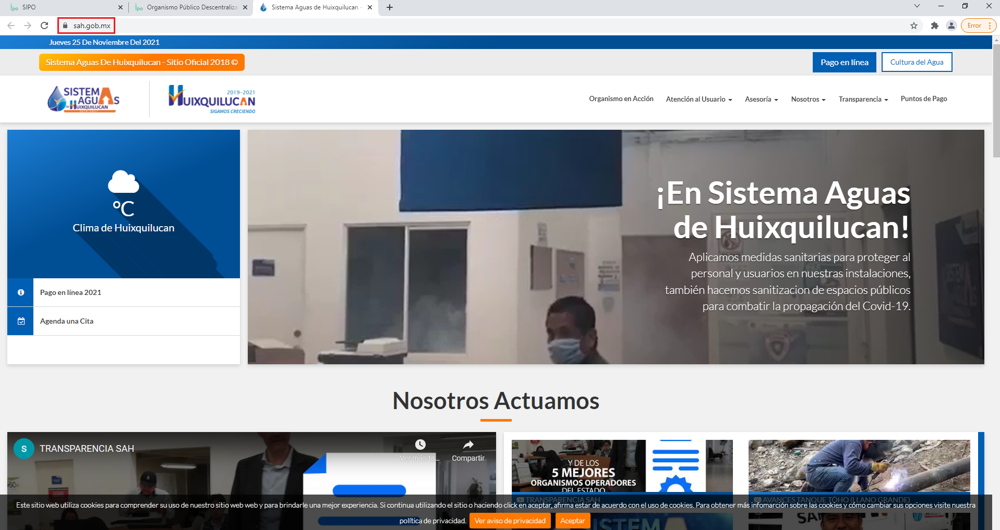 SIPO
Organismo Público Descentraliza
Sistema Aguas de Huixquilucan -
sah.gob.mx
Error
Jueves 25 De Noviembre Del 2021
Sistema Aguas De Huixquilucan - Sitio Oficial 2018 ©
Pago en línea
Cultura del Agua
SISTEMA
AGUAS
de HUIXQUILUCAN
2019-2021
2019-2021
HUIXQUILUCAN
SIGAMOS CRECIENDO
Organismo en Acción
Atención al Usuario
Asesoría
Nosotros
Transparencia
Puntos de Pago
°C
Clima de Huixquilucan
Pago en línea 2021
Agenda una Cita
¡En Sistema Aguas
de Huixquilucan!
Aplicamos medidas sanitarias para proteger al
personal y usuarios en nuestras instalaciones,
también hacemos sanitizacion de espacios públicos
para combatir la propagación del Covid-19.
Nosotros Actuamos
S
TRANSPARENCIA SAH
Ver más ta...
Compartir
Y DE LOS
5 MEJORES
ORGANISMOS OPERADORES
DEL ESTADO
TRANSPARENCIA SAH
AVANCES TANQUE TÖHO (LLANO GRANDE)
Este sitio web utiliza cookies para comprender su uso de nuestro sitio web web y para brindarle una mejor experiencia. Si continua utilizando el sitio o haciendo click en aceptar, afirma estar de acuerdo con el uso de cookies. Para obtener más infomarción sobre las cookies y cómo cambiar sus opciones visite nuestra
política de privacidad.
Ver aviso de privacidad
Aceptar